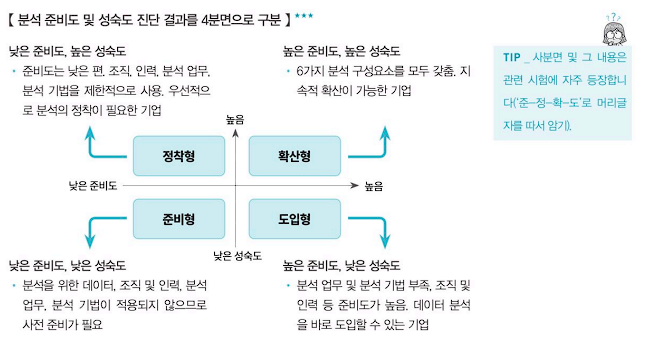 【 분석 준비도 및 성숙도 진단 결과를 4분면으로 구분 】***
낮은 준비도, 높은 성숙도
• 준비도는 낮은 편, 조직, 인력, 분석 업무,
분석 기법을 제한적으로 사용. 우선적으
로 분석의 정착이 필요한 기업
높은 준비도, 높은 성숙도
• 6가지 분석 구성요소를 모두 갖춤. 지
속적 확산이 가능한 기업
?
TIP _ 사분면 및 그 내용은
관련 시험에 자주 등장합니
다('준-정-확-도'로 머리글
자를 따서 암기).
높음
정착형
확산형
낮은 준비도
높음
준비형
도입형
낮은 성숙도
낮은 준비도, 낮은 성숙도
• 분석을 위한 데이터, 조직 및 인력, 분석
업무, 분석 기법이 적용되지 않으므로
사전 준비가 필요
높은 준비도, 낮은 성숙도
• 분석 업무 및 분석 기법 부족, 조직 및
인력 등 준비도가 높음. 데이터 분석
을 바로 도입할 수 있는 기업